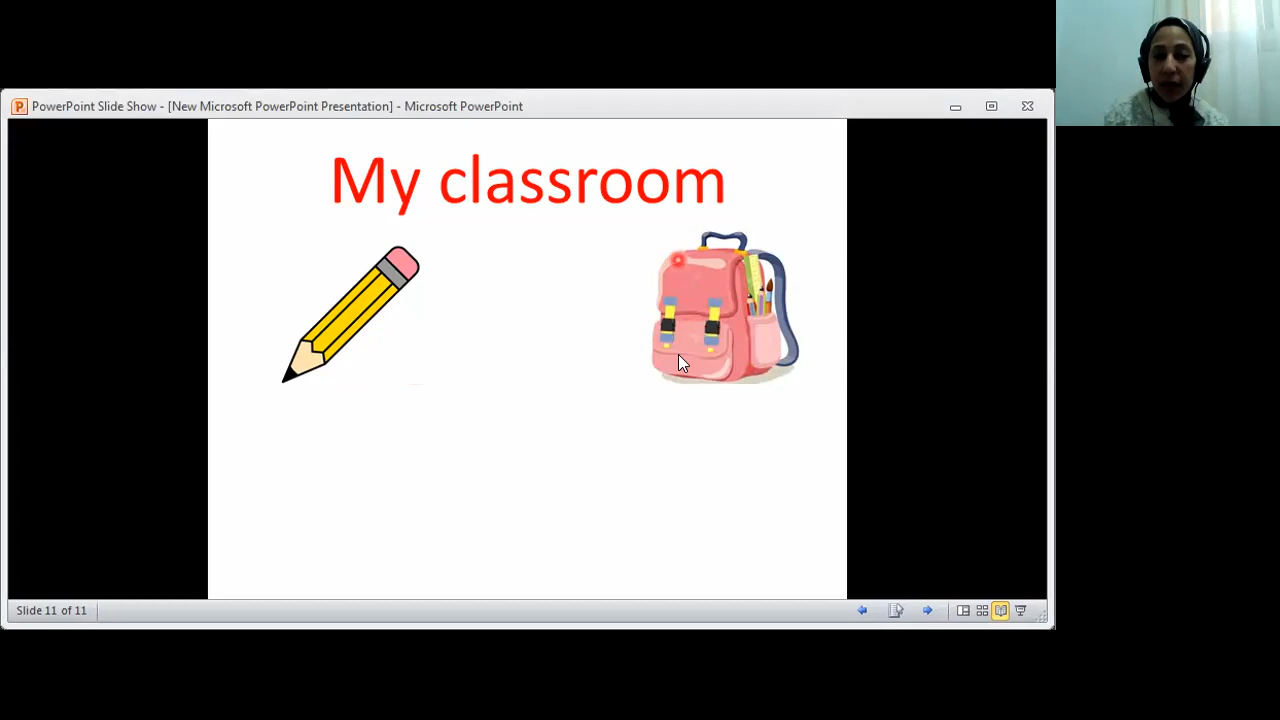 PowerPoint Slide Show - [New Microsoft PowerPoint Presentation] - Microsoft PowerPoint
My classroom
Slide 11 of 11